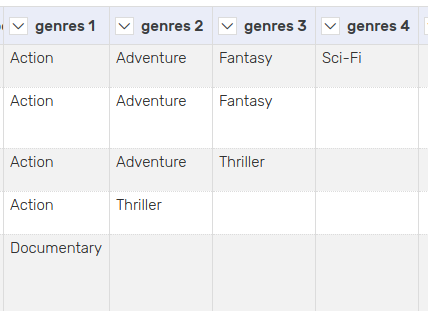 genres 1 genres 2 genres 3 genres 4
Action Adventure Fantasy Sci-Fi
Action Adventure Fantasy
Action Adventure Thriller
Action Thriller
Documentary